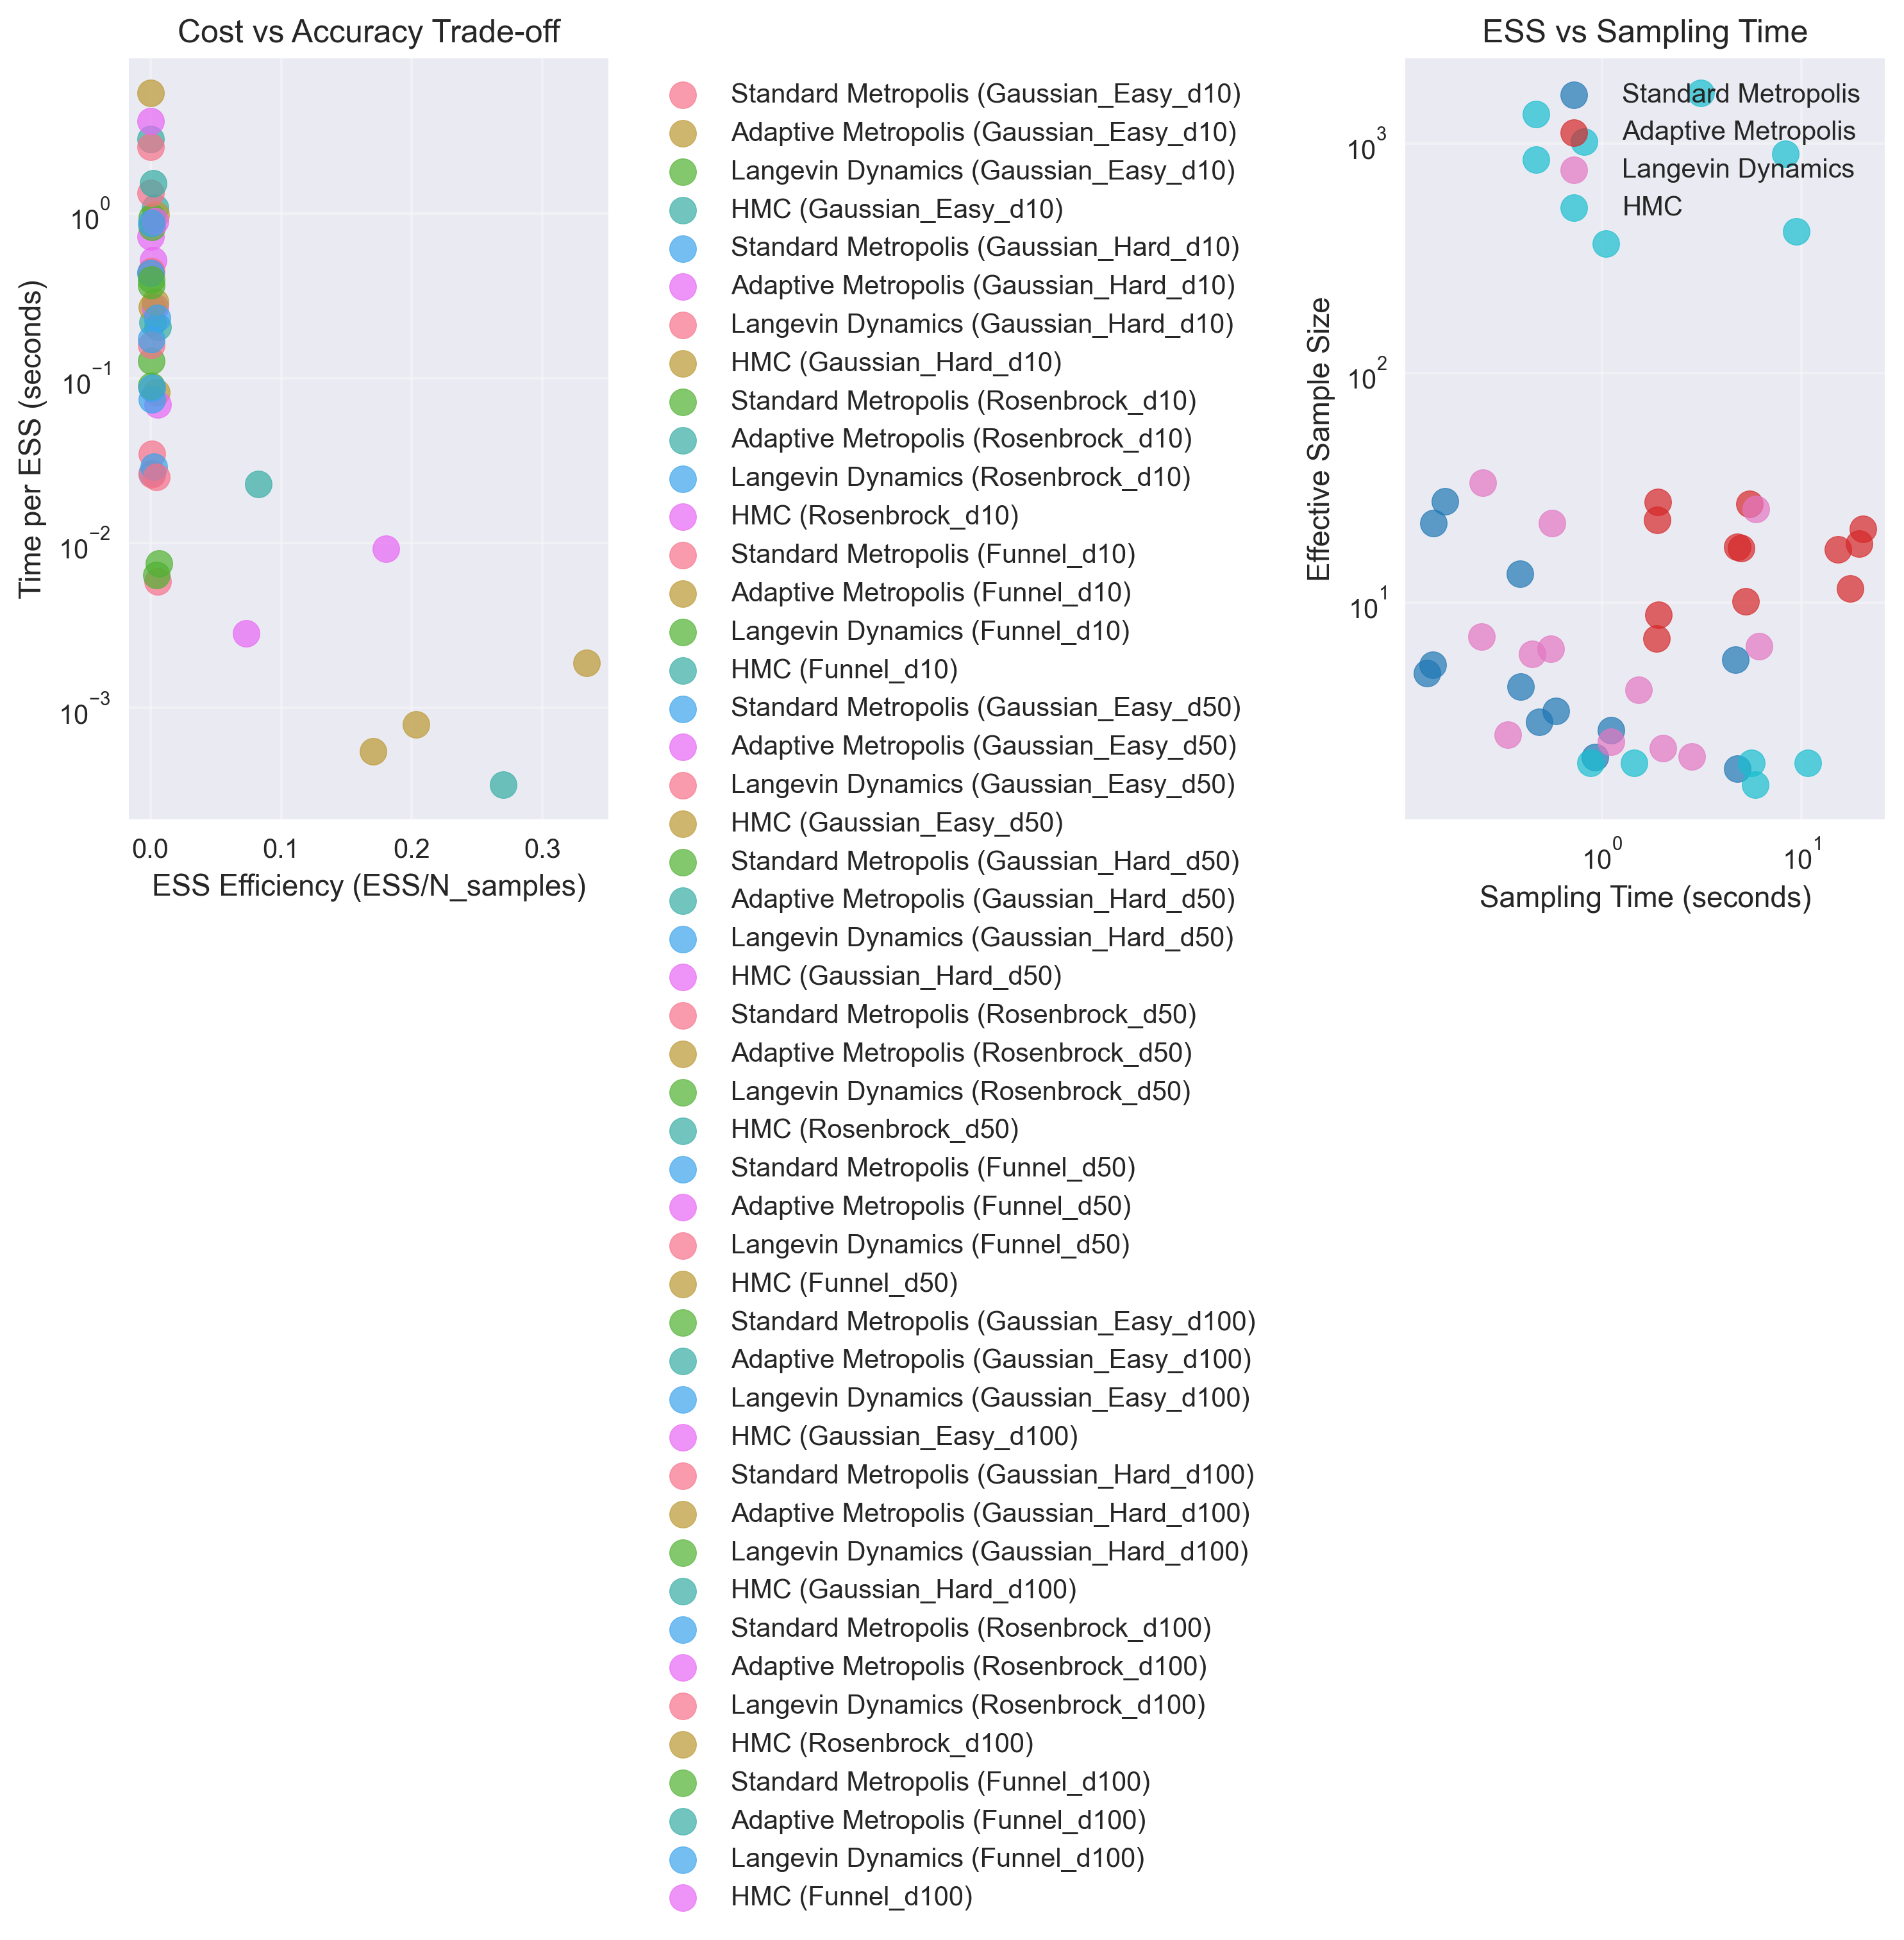 Cost vs Accuracy Trade-off
Time per ESS (seconds)
10^0
10^−1
10^−2
10^−3
0.0 0.1 0.2 0.3
ESS Efficiency (ESS/N_samples)
Standard Metropolis (Gaussian_Easy_d10)
Adaptive Metropolis (Gaussian_Easy_d10)
Langevin Dynamics (Gaussian_Easy_d10)
HMC (Gaussian_Easy_d10)
Standard Metropolis (Gaussian_Hard_d10)
Adaptive Metropolis (Gaussian_Hard_d10)
Langevin Dynamics (Gaussian_Hard_d10)
HMC (Gaussian_Hard_d10)
Standard Metropolis (Rosenbrock_d10)
Adaptive Metropolis (Rosenbrock_d10)
Langevin Dynamics (Rosenbrock_d10)
HMC (Rosenbrock_d10)
Standard Metropolis (Funnel_d10)
Adaptive Metropolis (Funnel_d10)
Langevin Dynamics (Funnel_d10)
HMC (Funnel_d10)
Standard Metropolis (Gaussian_Easy_d50)
Adaptive Metropolis (Gaussian_Easy_d50)
Langevin Dynamics (Gaussian_Easy_d50)
HMC (Gaussian_Easy_d50)
Standard Metropolis (Gaussian_Hard_d50)
Adaptive Metropolis (Gaussian_Hard_d50)
Langevin Dynamics (Gaussian_Hard_d50)
HMC (Gaussian_Hard_d50)
Standard Metropolis (Rosenbrock_d50)
Adaptive Metropolis (Rosenbrock_d50)
Langevin Dynamics (Rosenbrock_d50)
HMC (Rosenbrock_d50)
Standard Metropolis (Funnel_d50)
Adaptive Metropolis (Funnel_d50)
Langevin Dynamics (Funnel_d50)
HMC (Funnel_d50)
Standard Metropolis (Gaussian_Easy_d100)
Adaptive Metropolis (Gaussian_Easy_d100)
Langevin Dynamics (Gaussian_Easy_d100)
HMC (Gaussian_Easy_d100)
Standard Metropolis (Gaussian_Hard_d100)
Adaptive Metropolis (Gaussian_Hard_d100)
Langevin Dynamics (Gaussian_Hard_d100)
HMC (Gaussian_Hard_d100)
Standard Metropolis (Rosenbrock_d100)
Adaptive Metropolis (Rosenbrock_d100)
Langevin Dynamics (Rosenbrock_d100)
HMC (Rosenbrock_d100)
Standard Metropolis (Funnel_d100)
Adaptive Metropolis (Funnel_d100)
Langevin Dynamics (Funnel_d100)
HMC (Funnel_d100)
ESS vs Sampling Time
Effective Sample Size
10^3
10^2
10^1
Standard Metropolis
Adaptive Metropolis
Langevin Dynamics
HMC
10^0 10^1
Sampling Time (seconds)